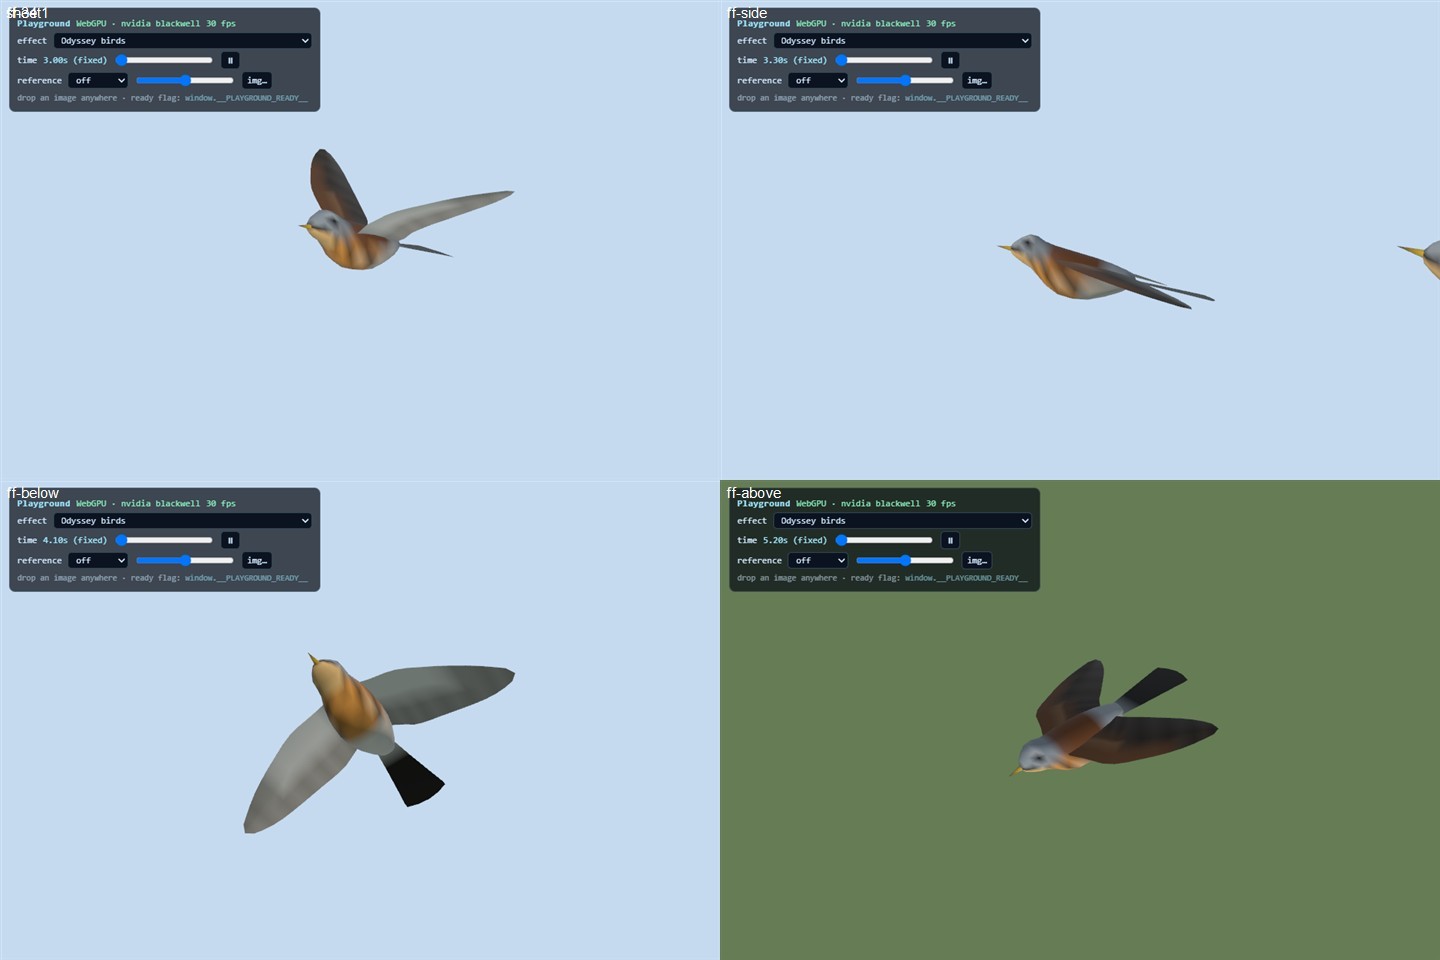 Playground WebGPU · nvidia blackwell 30 fps
effect Odyssey birds
time 3.00s (fixed)
reference off img…
drop an image anywhere · ready flag: window.__PLAYGROUND_READY__
ff-side
Playground WebGPU · nvidia blackwell 30 fps
effect Odyssey birds
time 3.30s (fixed)
reference off img…
drop an image anywhere · ready flag: window.__PLAYGROUND_READY__
ff-below
Playground WebGPU · nvidia blackwell 30 fps
effect Odyssey birds
time 4.10s (fixed)
reference off img…
drop an image anywhere · ready flag: window.__PLAYGROUND_READY__
ff-above
Playground WebGPU · nvidia blackwell 30 fps
effect Odyssey birds
time 5.20s (fixed)
reference off img…
drop an image anywhere · ready flag: window.__PLAYGROUND_READY__